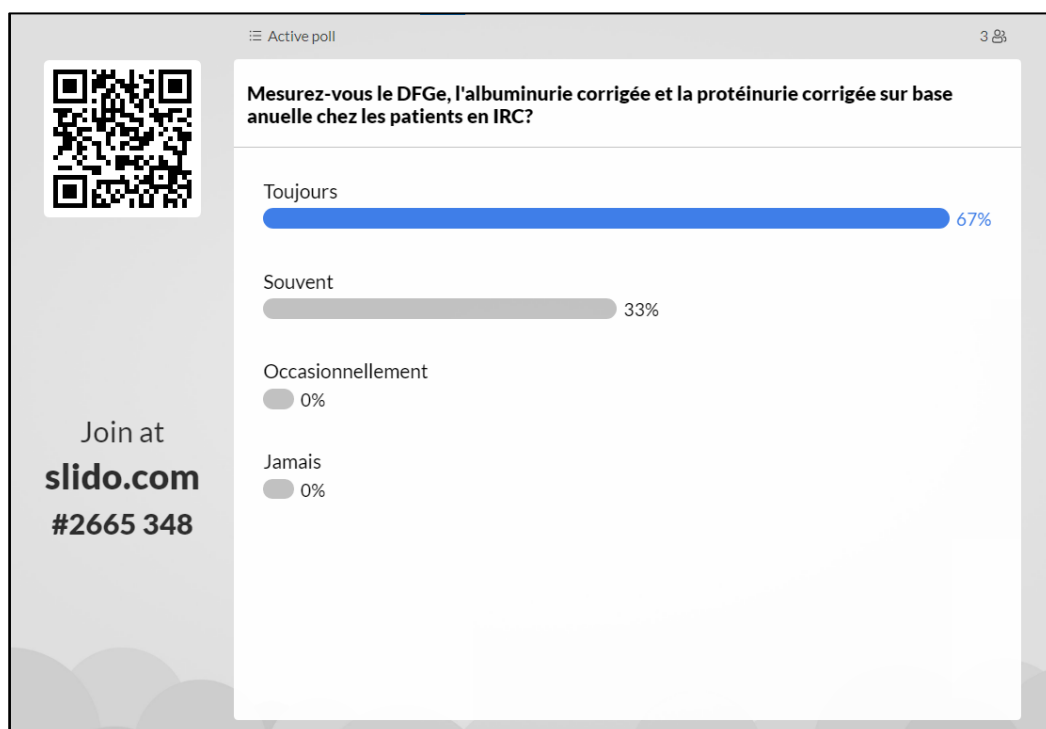 Active poll
3
Mesurez-vous le DFGe, l'albuminurie corrigée et la protéinurie corrigée sur base
anuelle chez les patients en IRC?
Toujours
67%
Souvent
33%
Occasionnellement
0%
Jamais
0%
Join at
slido.com
#2665 348